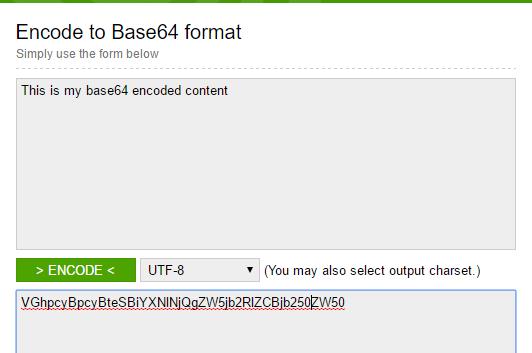 Encode to Base64 format
Simply use the form below
This is my base64 encoded content
> ENCODE < UTF-8 (You may also select output charset.)
VGhpcyBpcyBteSBiYXNlNjQgZW5jb2RlZCBjb250ZW50